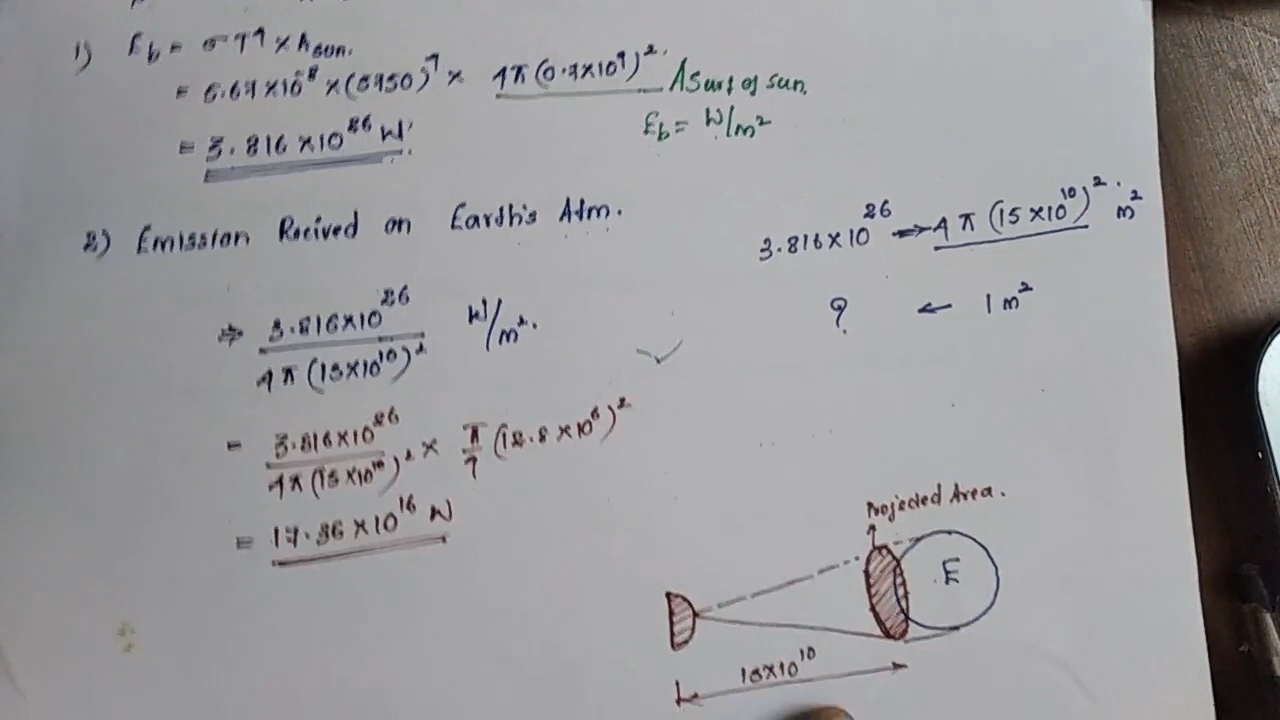 1) Eb = σT⁴ × Asun.
= 5.67 × 10⁻⁸ × (5750)⁴ × 4π(0.7×10⁹)². Asurf of sun.
Eb = W/m²
= 3.816 × 10²⁶ W
2) Emission Recived on Earth's Atm.
3.816×10²⁶ ⇒ 4π(15×10¹⁰)². m²
⇒ 3.816×10²⁶ / 4π(15×10¹⁰)² W/m².
? ← 1m²
= 3.816×10²⁶ / 4π(15×10¹⁰)² × π/4 (12.8×10⁶)²
= 17.36 × 10¹⁶ W
Projected Area.
E
15×10¹⁰